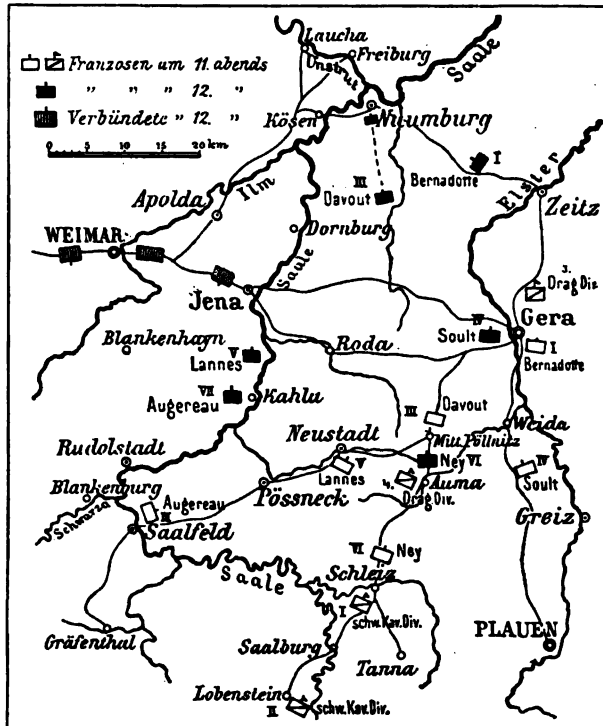 Franzosen um 11. abends
" " " 12. "
Verbündete " 12. "
0 10 20 km
Laucha
Freiburg
Unstrut
Saale
Kösen
Naumburg
I
Bernadotte
III
Davout
Elster
Zeitz
Apolda
Ilm
Dornburg
WEIMAR
Saale
3.
Drag Div.
Jena
IV
Soult
Gera
I
Bernadotte
Blankenhayn
V
Lannes
Roda
VII
Augereau
Kahla
III
Davout
Weida
Mitt Pöllnitz
Neustadt
V
Lannes
Ney VI
4.
Drag Div.
Auma
IV
Soult
Rudolstadt
Blankenburg
Schwarza
Augereau
Saalfeld
Pössneck
Greiz
VI
Ney
Saale
Schleiz
I
schw. Kav. Div.
Gräfenthal
Saalburg
Tanna
PLAUEN
Lobenstein
II
schw. Kav. Div.